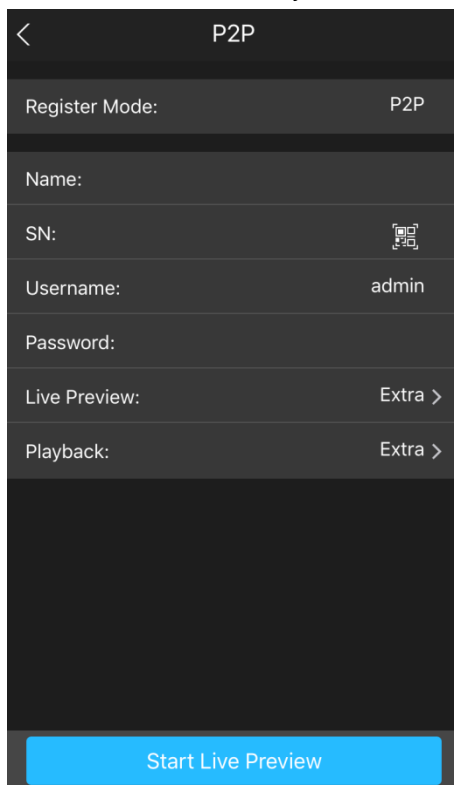 P2P
Register Mode: P2P
Name:
SN:
Username: admin
Password:
Live Preview: Extra
Playback: Extra
Start Live Preview